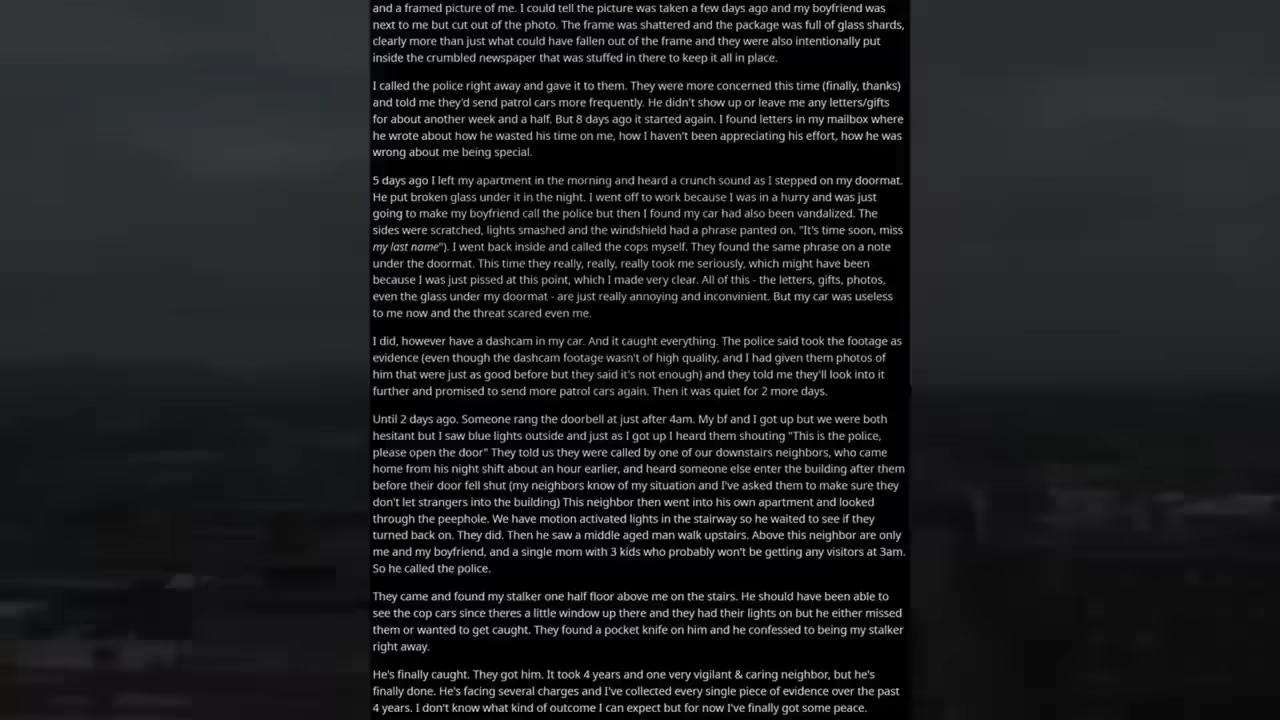 and a framed picture of me. I could tell the picture was taken a few days ago and my boyfriend was
next to me but cut out of the photo. The frame was shattered and the package was full of glass shards,
clearly more than just what could have fallen out of the frame and they were also intentionally put
inside the crumbled newspaper that was stuffed in there to keep it all in place.
I called the police right away and gave it to them. They were more concerned this time (finally, thanks)
and told me they'd send patrol cars more frequently. He didn't show up or leave me any letters/gifts
for about another week and a half. But 8 days ago it started again. I found letters in my mailbox where
he wrote about how he wasted his time on me, how I haven't been appreciating his effort, how he was
wrong about me being special.
5 days ago I left my apartment in the morning and heard a crunch sound as I stepped on my doormat.
He put broken glass under it in the night. I went off to work because I was in a hurry and was just
going to make my boyfriend call the police but then I found my car had also been vandalized. The
sides were scratched, lights smashed and the windshield had a phrase panted on. "It's time soon, miss
my last name"). I went back inside and called the cops myself. They found the same phrase on a note
under the doormat. This time they really, really, really took me seriously, which might have been
because I was just pissed at this point, which I made very clear. All of this - the letters, gifts, photos,
even the glass under my doormat - are just really annoying and inconvinient. But my car was useless
to me now and the threat scared even me.
I did, however have a dashcam in my car. And it caught everything. The police said took the footage as
evidence (even though the dashcam footage wasn't of high quality, and I had given them photos of
him that were just as good before but they said it's not enough) and they told me they'll look into it
further and promised to send more patrol cars again. Then it was quiet for 2 more days.
Until 2 days ago. Someone rang the doorbell at just after 4am. My bf and I got up but we were both
hesitant but I saw blue lights outside and just as I got up I heard them shouting "This is the police,
please open the door" They told us they were called by one of our downstairs neighbors, who came
home from his night shift about an hour earlier, and heard someone else enter the building after them
before their door fell shut (my neighbors know of my situation and I've asked them to make sure they
don't let strangers into the building) This neighbor then went into his own apartment and looked
through the peephole. We have motion activated lights in the stairway so he waited to see if they
turned back on. They did. Then he saw a middle aged man walk upstairs. Above this neighbor are only
me and my boyfriend, and a single mom with 3 kids who probably won't be getting any visitors at 3am.
So he called the police.
They came and found my stalker one half floor above me on the stairs. He should have been able to
see the cop cars since theres a little window up there and they had their lights on but he either missed
them or wanted to get caught. They found a pocket knife on him and he confessed to being my stalker
right away.
He's finally caught. They got him. It took 4 years and one very vigilant & caring neighbor, but he's
finally done. He's facing several charges and I've collected every single piece of evidence over the past
4 years. I don't know what kind of outcome I can expect but for now I've finally got some peace.